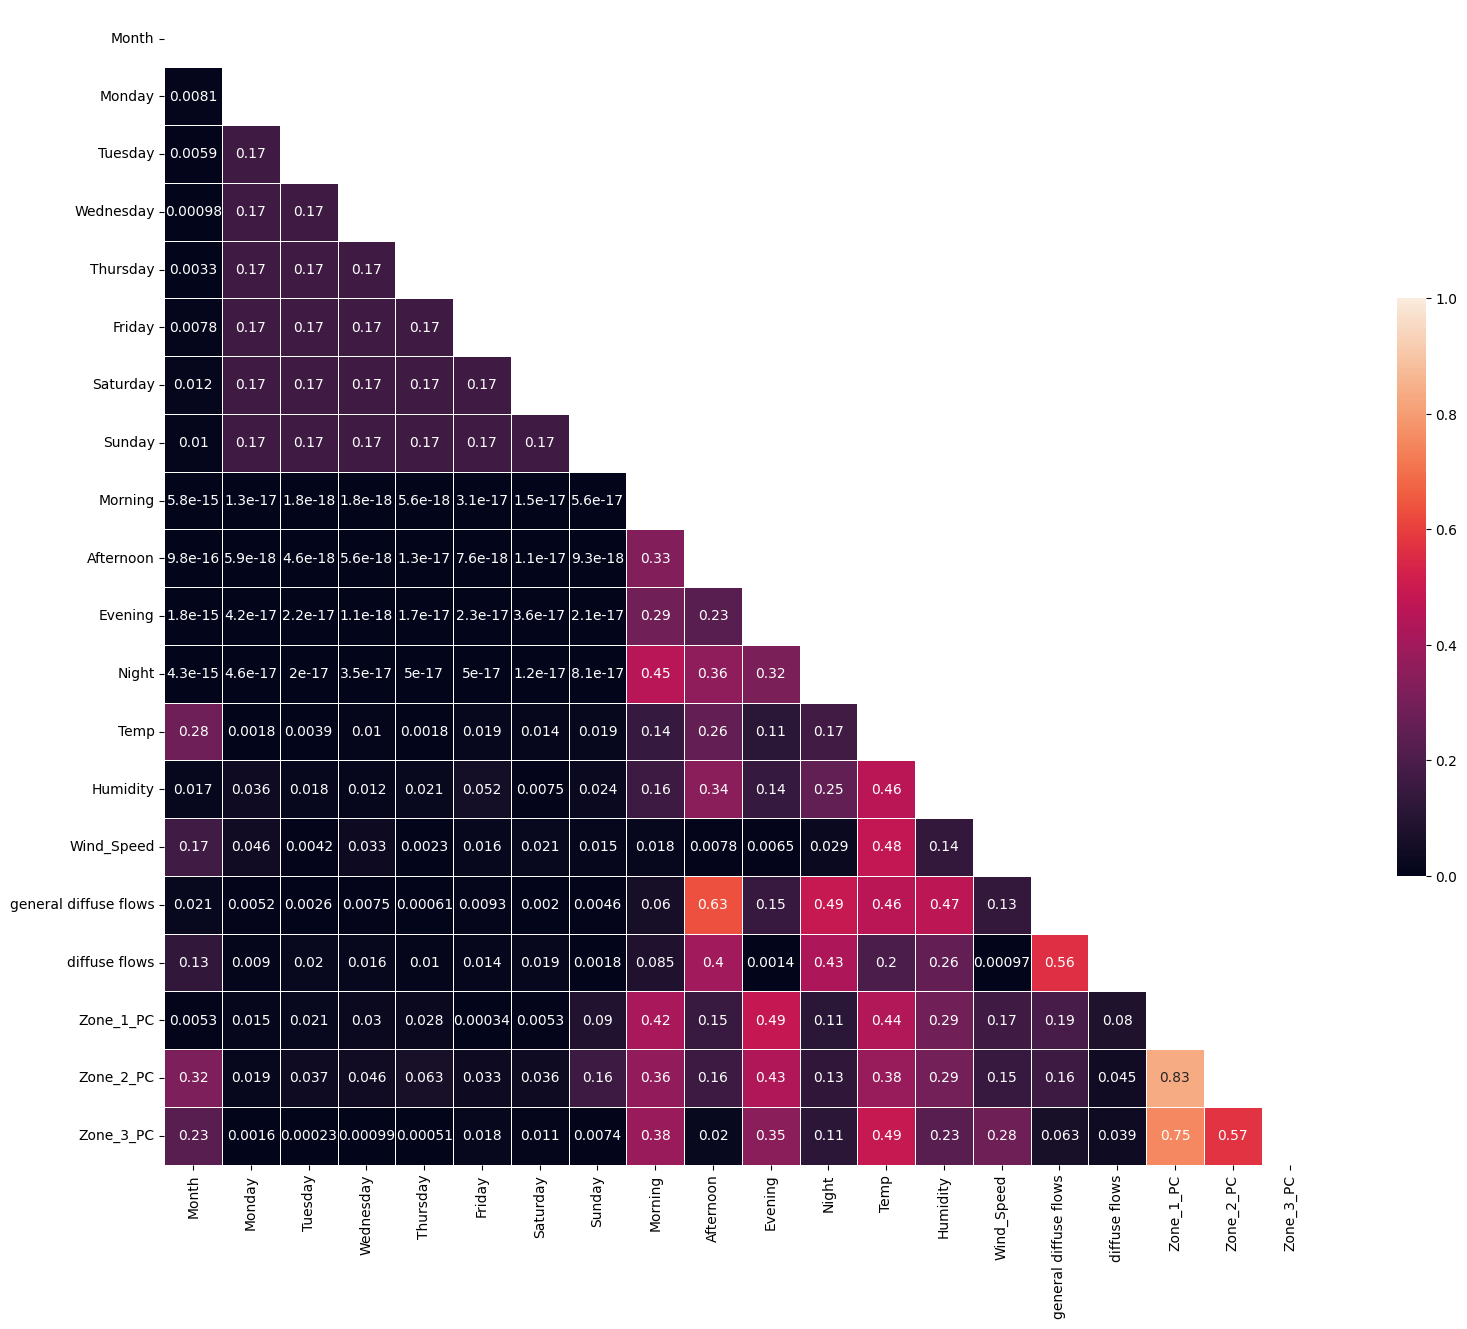 Month
Monday 0.0081
Tuesday 0.0059 0.17
Wednesday 0.00098 0.17 0.17
Thursday 0.0033 0.17 0.17 0.17
Friday 0.0078 0.17 0.17 0.17 0.17
Saturday 0.012 0.17 0.17 0.17 0.17 0.17
Sunday 0.01 0.17 0.17 0.17 0.17 0.17 0.17
Morning 5.8e-15 1.3e-17 1.8e-18 1.8e-18 5.6e-18 3.1e-17 1.5e-17 5.6e-17
Afternoon 9.8e-16 5.9e-18 4.6e-18 5.6e-18 1.3e-17 7.6e-18 1.1e-17 9.3e-18 0.33
Evening 1.8e-15 4.2e-17 2.2e-17 1.1e-18 1.7e-17 2.3e-17 3.6e-17 2.1e-17 0.29 0.23
Night 4.3e-15 4.6e-17 2e-17 3.5e-17 5e-17 5e-17 1.2e-17 8.1e-17 0.45 0.36 0.32
Temp 0.28 0.0018 0.0039 0.01 0.0018 0.019 0.014 0.019 0.14 0.26 0.11 0.17
Humidity 0.017 0.036 0.018 0.012 0.021 0.052 0.0075 0.024 0.16 0.34 0.14 0.25 0.46
Wind_Speed 0.17 0.046 0.0042 0.033 0.0023 0.016 0.021 0.015 0.018 0.0078 0.0065 0.029 0.48 0.14
general diffuse flows 0.021 0.0052 0.0026 0.0075 0.00061 0.0093 0.002 0.0046 0.06 0.63 0.15 0.49 0.46 0.47 0.13
diffuse flows 0.13 0.009 0.02 0.016 0.01 0.014 0.019 0.0018 0.085 0.4 0.0014 0.43 0.2 0.26 0.00097 0.56
Zone_1_PC 0.0053 0.015 0.021 0.03 0.028 0.00034 0.0053 0.09 0.42 0.15 0.49 0.11 0.44 0.29 0.17 0.19 0.08
Zone_2_PC 0.32 0.019 0.037 0.046 0.063 0.033 0.036 0.16 0.36 0.16 0.43 0.13 0.38 0.29 0.15 0.16 0.045 0.83
Zone_3_PC 0.23 0.0016 0.00023 0.00099 0.00051 0.018 0.011 0.0074 0.38 0.02 0.35 0.11 0.49 0.23 0.28 0.063 0.039 0.75 0.57
Month
Monday
Tuesday
Wednesday
Thursday
Friday
Saturday
Sunday
Morning
Afternoon
Evening
Night
Temp
Humidity
Wind_Speed
general diffuse flows
diffuse flows
Zone_1_PC
Zone_2_PC
Zone_3_PC
1.0
0.8
0.6
0.4
0.2
0.0